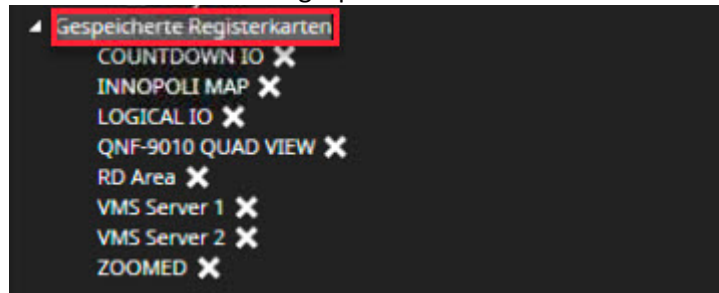 Gespeicherte Registerkarten
COUNTDOWN IO
INNOPOLI MAP
LOGICAL IO
QNF-9010 QUAD VIEW
RD Area
VMS Server 1
VMS Server 2
ZOOMED